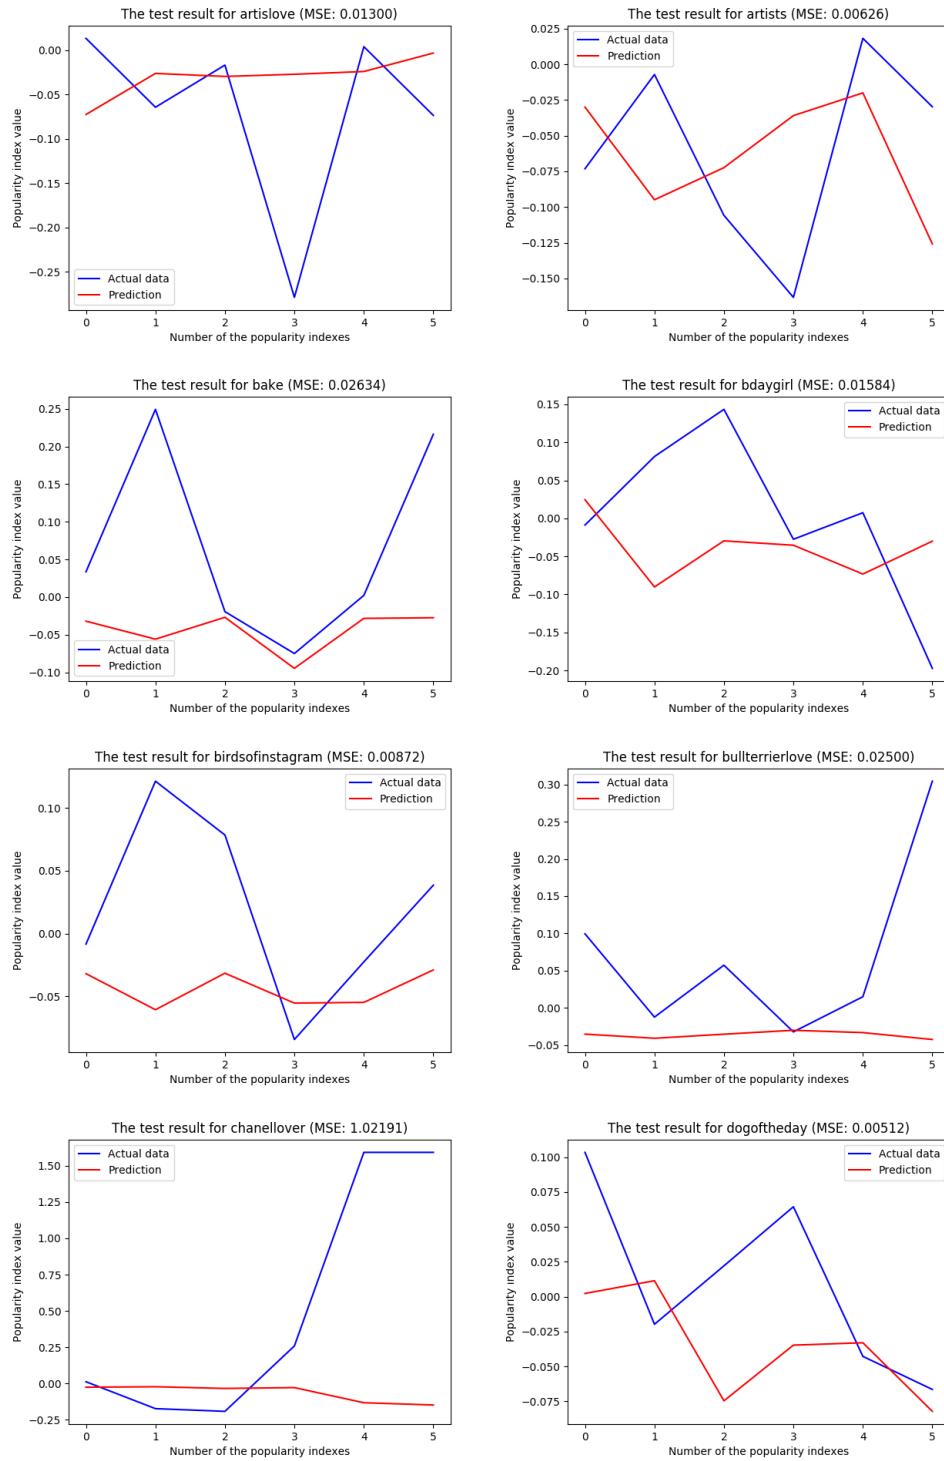 The test result for artislove (MSE: 0.01300)
0.00
−0.05
−0.10
−0.15
−0.20
−0.25
Popularity index value
Actual data
Prediction
0 1 2 3 4 5
Number of the popularity indexes
The test result for artists (MSE: 0.00626)
0.025
0.000
−0.025
−0.050
−0.075
−0.100
−0.125
−0.150
Popularity index value
Actual data
Prediction
0 1 2 3 4 5
Number of the popularity indexes
The test result for bake (MSE: 0.02634)
0.25
0.20
0.15
0.10
0.05
0.00
−0.05
−0.10
Popularity index value
Actual data
Prediction
0 1 2 3 4 5
Number of the popularity indexes
The test result for bdaygirl (MSE: 0.01584)
0.15
0.10
0.05
0.00
−0.05
−0.10
−0.15
−0.20
Popularity index value
Actual data
Prediction
0 1 2 3 4 5
Number of the popularity indexes
The test result for birdsofinstagram (MSE: 0.00872)
0.10
0.05
0.00
−0.05
Popularity index value
Actual data
Prediction
0 1 2 3 4 5
Number of the popularity indexes
The test result for bullterrierlove (MSE: 0.02500)
0.30
0.25
0.20
0.15
0.10
0.05
0.00
−0.05
Popularity index value
Actual data
Prediction
0 1 2 3 4 5
Number of the popularity indexes
The test result for chanellover (MSE: 1.02191)
1.50
1.25
1.00
0.75
0.50
0.25
0.00
−0.25
Popularity index value
Actual data
Prediction
0 1 2 3 4 5
Number of the popularity indexes
The test result for dogoftheday (MSE: 0.00512)
0.100
0.075
0.050
0.025
0.000
−0.025
−0.050
−0.075
Popularity index value
Actual data
Prediction
0 1 2 3 4 5
Number of the popularity indexes